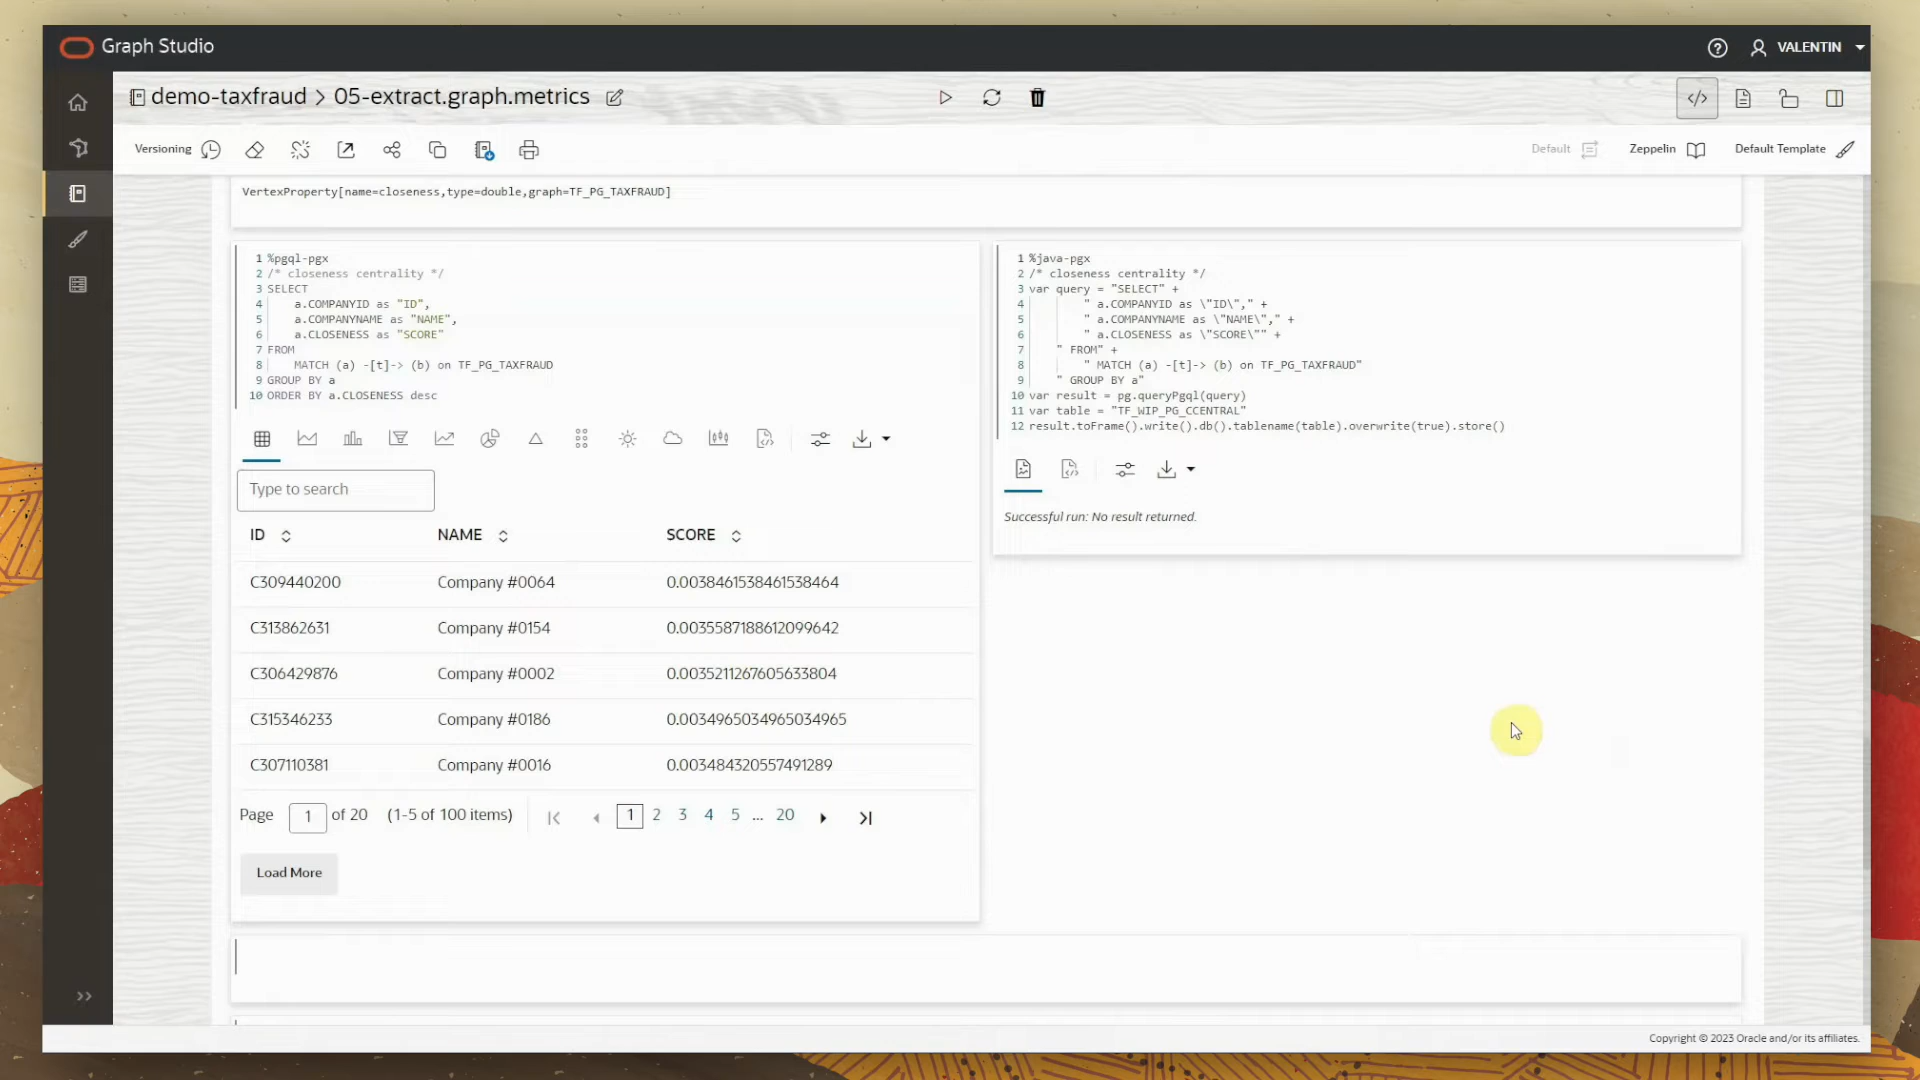 Graph Studio
VALENTIN
demo-taxfraud > 05-extract.graph.metrics
Versioning
Default
Zeppelin
Default Template
VertexProperty[name=closeness,type=double,graph=TF_PG_TAXFRAUD]
1 %pgql-pgx
2 /* closeness centrality */
3 SELECT
4 a.COMPANYID as "ID",
5 a.COMPANYNAME as "NAME",
6 a.CLOSENESS as "SCORE"
7 FROM
8 MATCH (a) -[t]-> (b) on TF_PG_TAXFRAUD
9 GROUP BY a
10 ORDER BY a.CLOSENESS desc
Type to search
ID NAME SCORE
C309440200 Company #0064 0.0038461538461538464
C313862631 Company #0154 0.0035587188612099642
C306429876 Company #0002 0.0035211267605633804
C315346233 Company #0186 0.0034965034965034965
C307110381 Company #0016 0.003484320557491289
Page 1 of 20 (1-5 of 100 items) 1 2 3 4 5 ... 20
Load More
1 %java-pgx
2 /* closeness centrality */
3 var query = "SELECT" +
4 " a.COMPANYID as \"ID\"," +
5 " a.COMPANYNAME as \"NAME\"," +
6 " a.CLOSENESS as \"SCORE\"" +
7 " FROM" +
8 " MATCH (a) -[t]-> (b) on TF_PG_TAXFRAUD"
9 " GROUP BY a"
10 var result = pg.queryPgql(query)
11 var table = "TF_WIP_PG_CCENTRAL"
12 result.toFrame().write().db().tablename(table).overwrite(true).store()
Successful run: No result returned.
Copyright © 2023 Oracle and/or its affiliates.